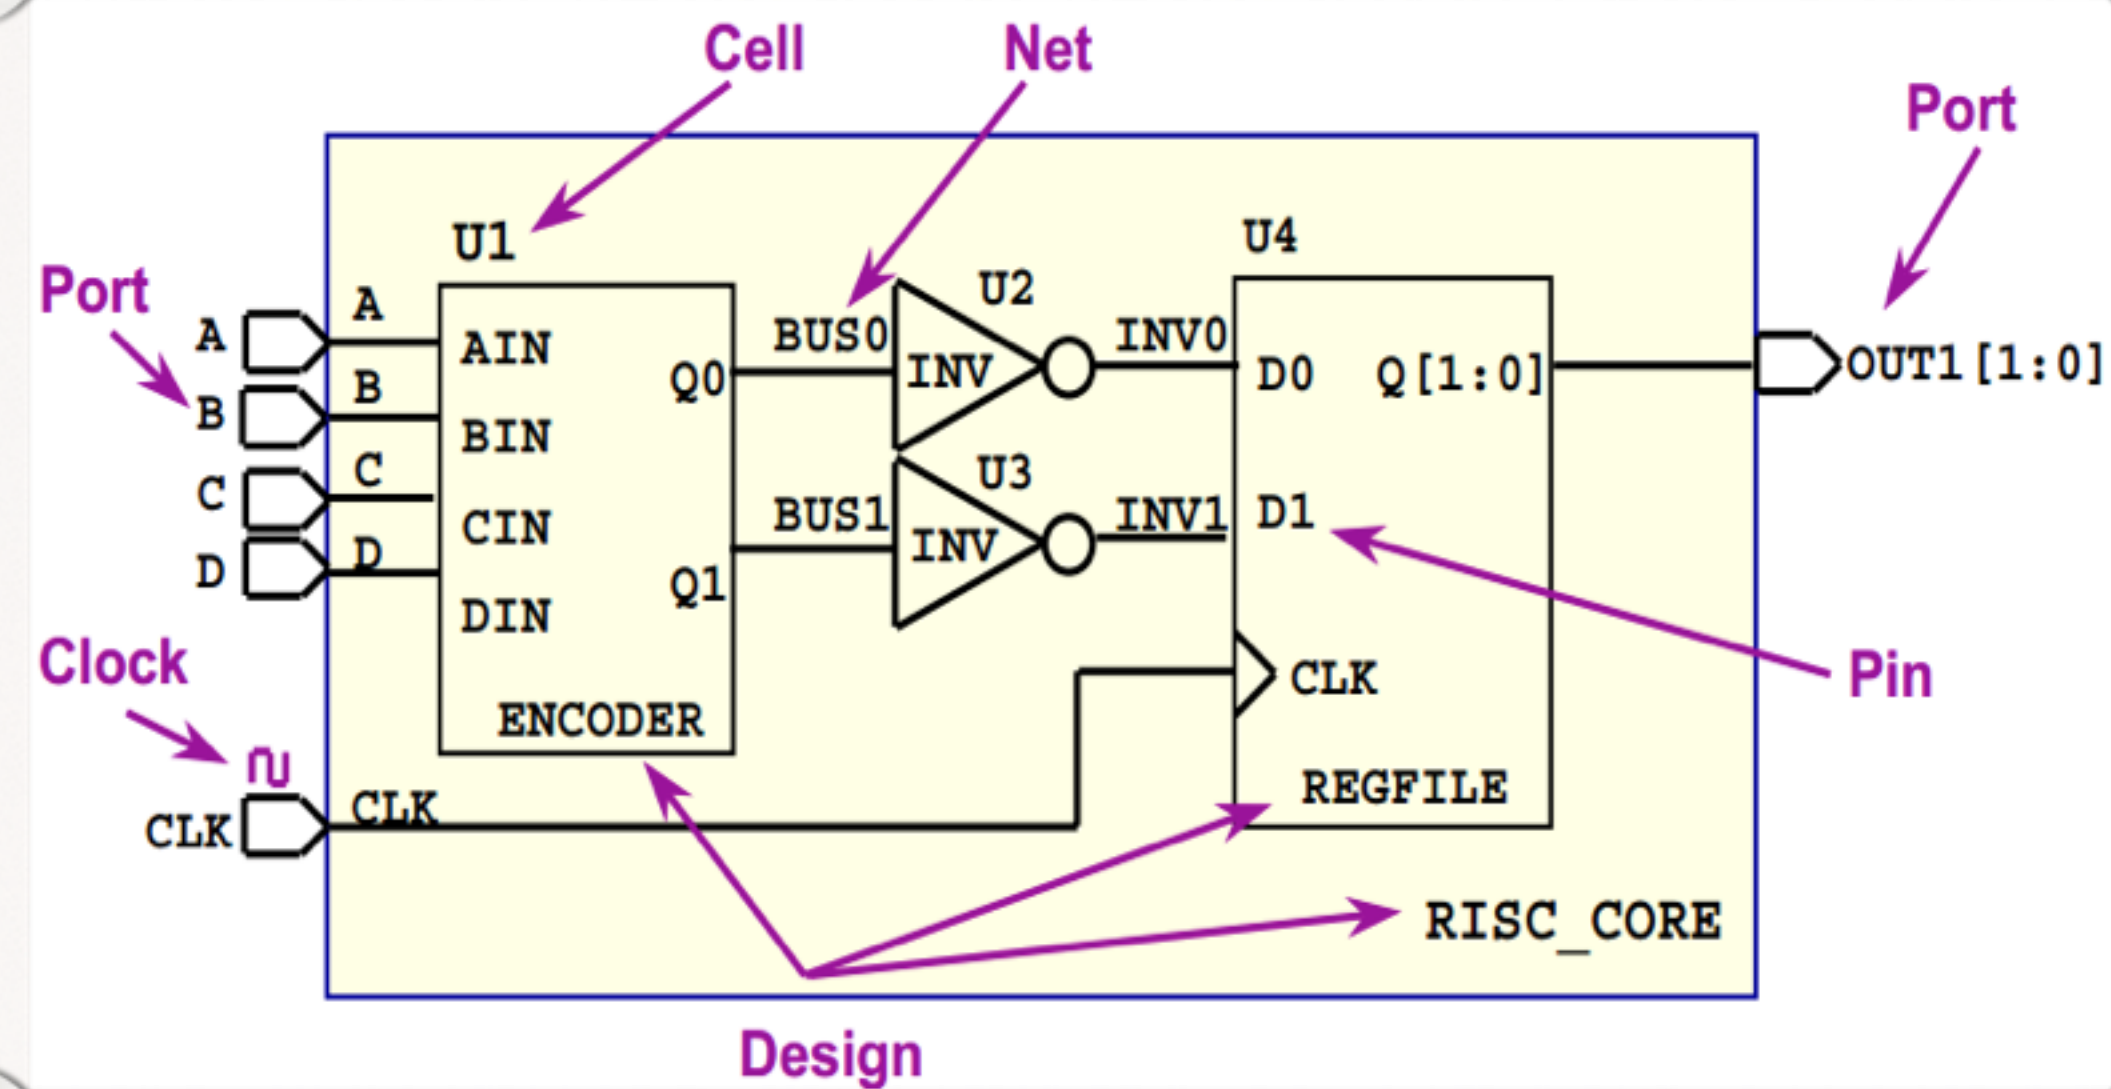 Cell
Net
Port
U1
U4
Port
U2
A
A
BUS0
INV0
AIN
INV
D0
Q[1:0]
OUT1[1:0]
Q0
B
B
BIN
C
C
U3
BUS1
INV1
D1
CIN
INV
D
D
Q1
DIN
Clock
CLK
Pin
ENCODER
REGFILE
CLK
CLK
RISC_CORE
Design